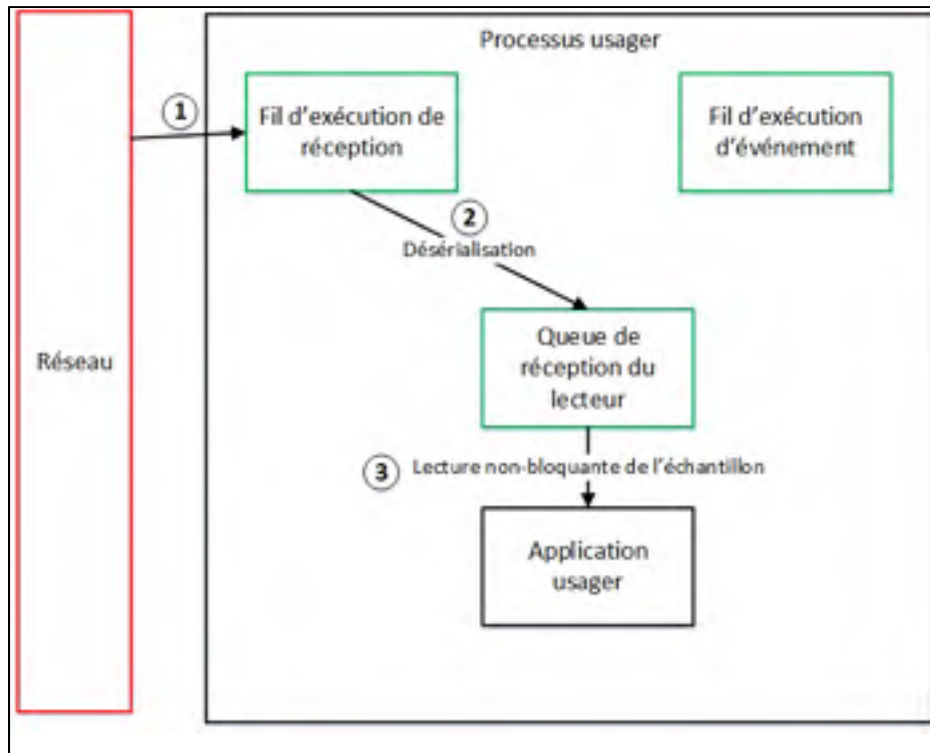 Processus usager
Fil d'exécution de
réception
Fil d'exécution
d'événement
1
2
Désérialisation
Réseau
Queue de
réception du
lecteur
3
Lecture non-bloquante de l'échantillon
Application
usager